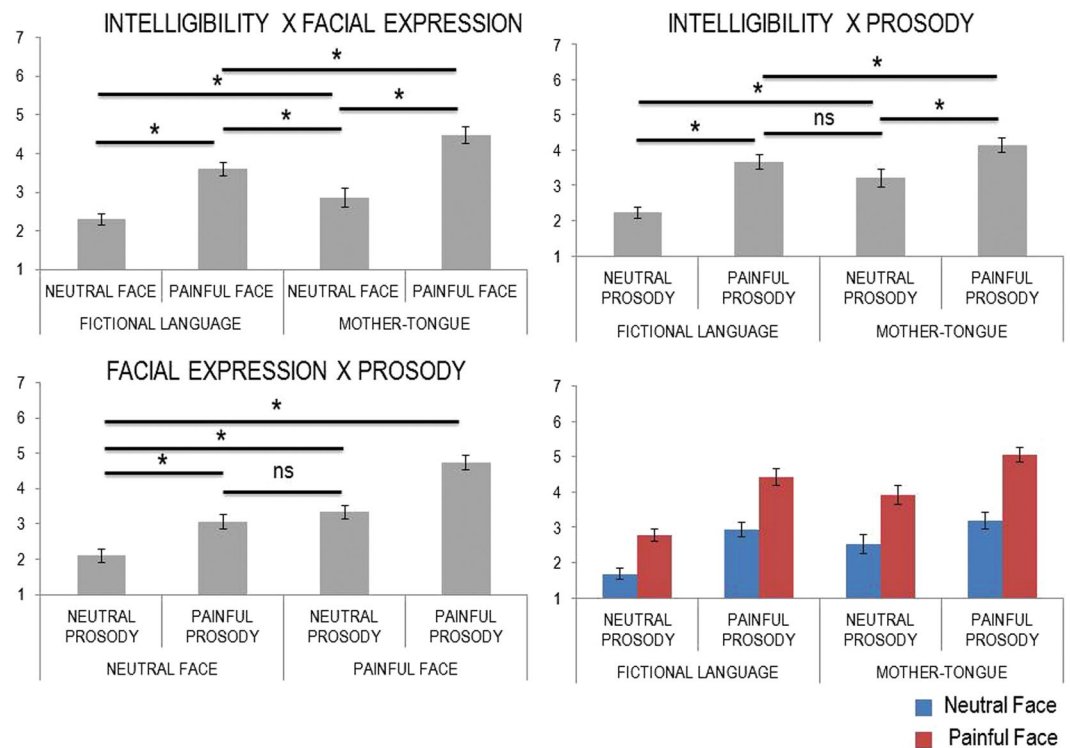 INTELLIGIBILITY X FACIAL EXPRESSION
7
6
5
4
3
2
1
*
*
*
*
*
*
NEUTRAL FACE PAINFUL FACE NEUTRAL FACE PAINFUL FACE
FICTIONAL LANGUAGE MOTHER-TONGUE
INTELLIGIBILITY X PROSODY
7
6
5
4
3
2
1
*
*
*
ns
*
NEUTRAL PAINFUL NEUTRAL PAINFUL
PROSODY PROSODY PROSODY PROSODY
FICTIONAL LANGUAGE MOTHER-TONGUE
FACIAL EXPRESSION X PROSODY
7
6
5
4
3
2
1
*
*
*
ns
NEUTRAL PAINFUL NEUTRAL PAINFUL
PROSODY PROSODY PROSODY PROSODY
NEUTRAL FACE PAINFUL FACE
7
6
5
4
3
2
1
NEUTRAL PAINFUL NEUTRAL PAINFUL
PROSODY PROSODY PROSODY PROSODY
FICTIONAL LANGUAGE MOTHER-TONGUE
Neutral Face
Painful Face